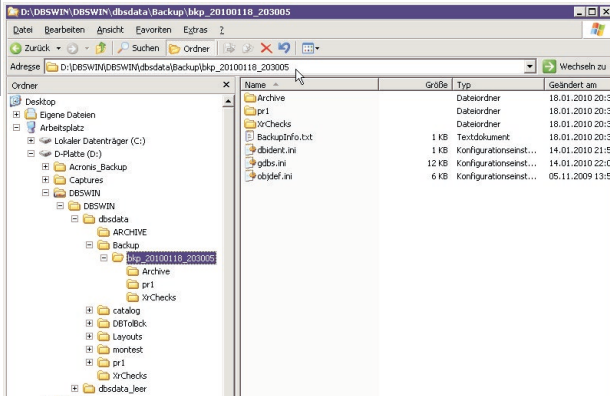 D:\DBSWIN\DBSWIN\dbsdata\Backup\bkp_20100118_203005
Datei Bearbeiten Ansicht Favoriten Extras ?
Zurück Suchen Ordner
Adresse D:\DBSWIN\DBSWIN\dbsdata\Backup\bkp_20100118_203005 Wechseln zu
Ordner x
Desktop
Eigene Dateien
Arbeitsplatz
Lokaler Datenträger (C:)
D-Platte (D:)
Acronis_Backup
Captures
DBSWIN
DBSWIN
dbsdata
ARCHIVE
Backup
bkp_20100118_203005
Archive
pr1
XrChecks
catalog
DBTolBck
Layouts
montest
pr1
XrChecks
dbsdata_leer
Name Größe Typ Geändert am
Archive Dateiordner 18.01.2010 20:3
pr1 Dateiordner 18.01.2010 20:3
XrChecks Dateiordner 18.01.2010 20:3
BackupInfo.txt 1 KB Textdokument 18.01.2010 20:3
dbident.ini 1 KB Konfigurationseinst... 14.01.2010 21:5
gdbs.ini 12 KB Konfigurationseinst... 14.01.2010 22:0
objdef.ini 6 KB Konfigurationseinst... 05.11.2009 13:5